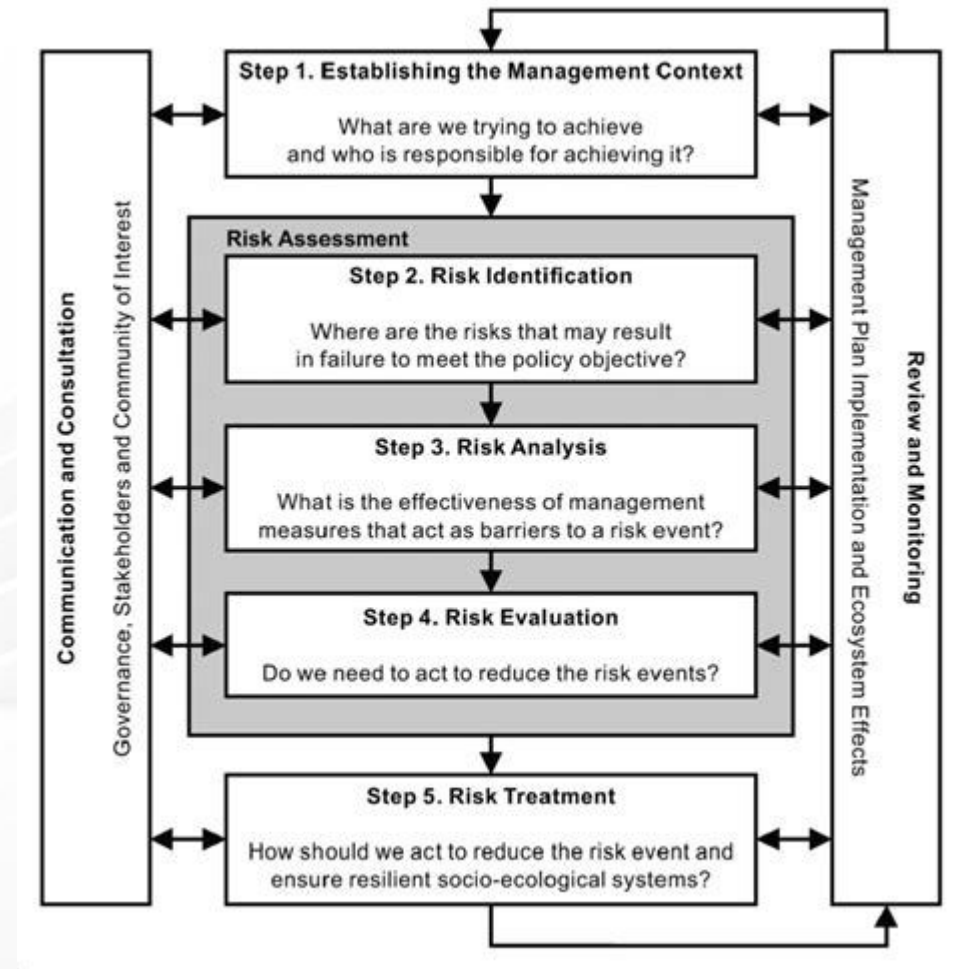 Step 1. Establishing the Management Context
What are we trying to achieve
and who is responsible for achieving it?
Risk Assessment
Step 2. Risk Identification
Where are the risks that may result
in failure to meet the policy objective?
Step 3. Risk Analysis
What is the effectiveness of management
measures that act as barriers to a risk event?
Step 4. Risk Evaluation
Do we need to act to reduce the risk events?
Step 5. Risk Treatment
How should we act to reduce the risk event and
ensure resilient socio-ecological systems?
Communication and Consultation
Governance, Stakeholders and Community of Interest
Review and Monitoring
Management Plan Implementation and Ecosystem Effects